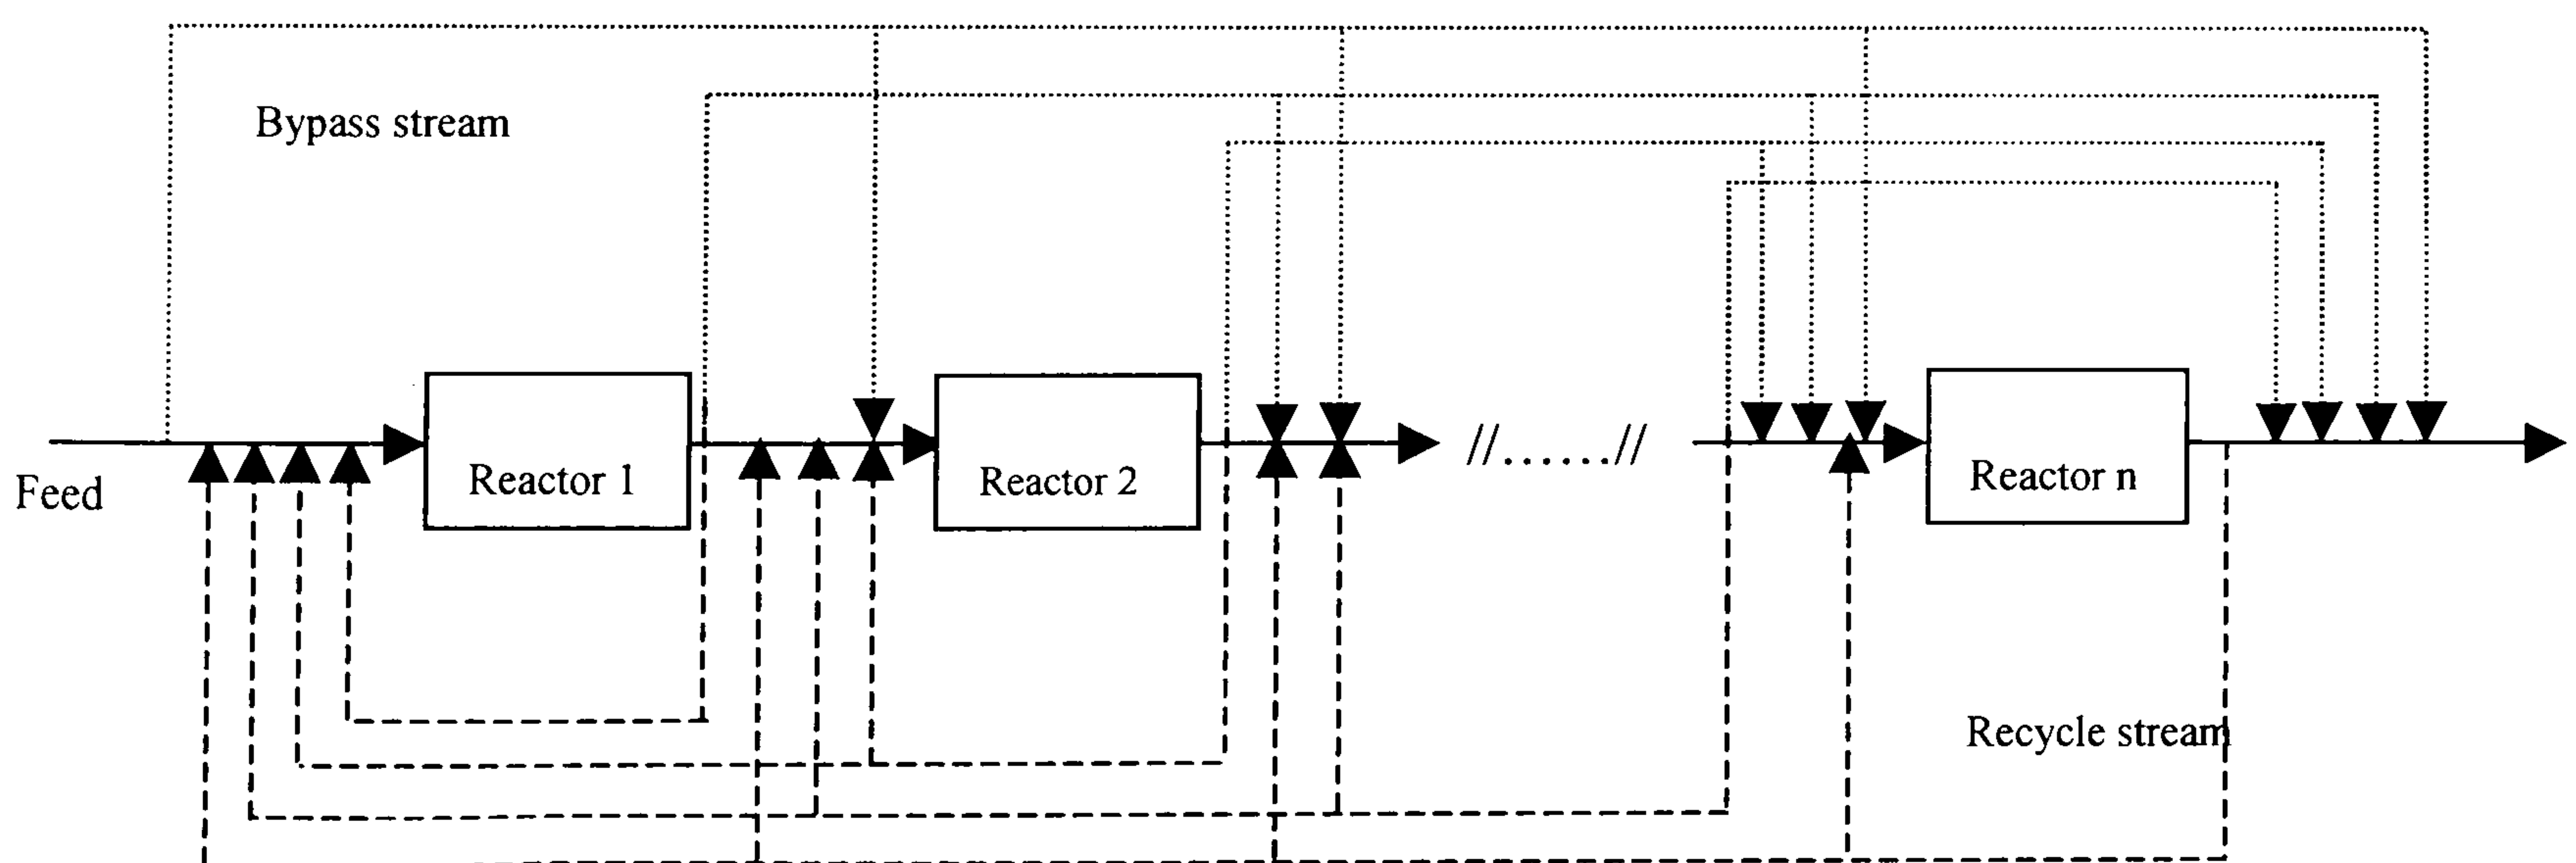 Bypass stream
Feed
Reactor 1
Reactor 2
//......//
Reactor n
Recycle stream